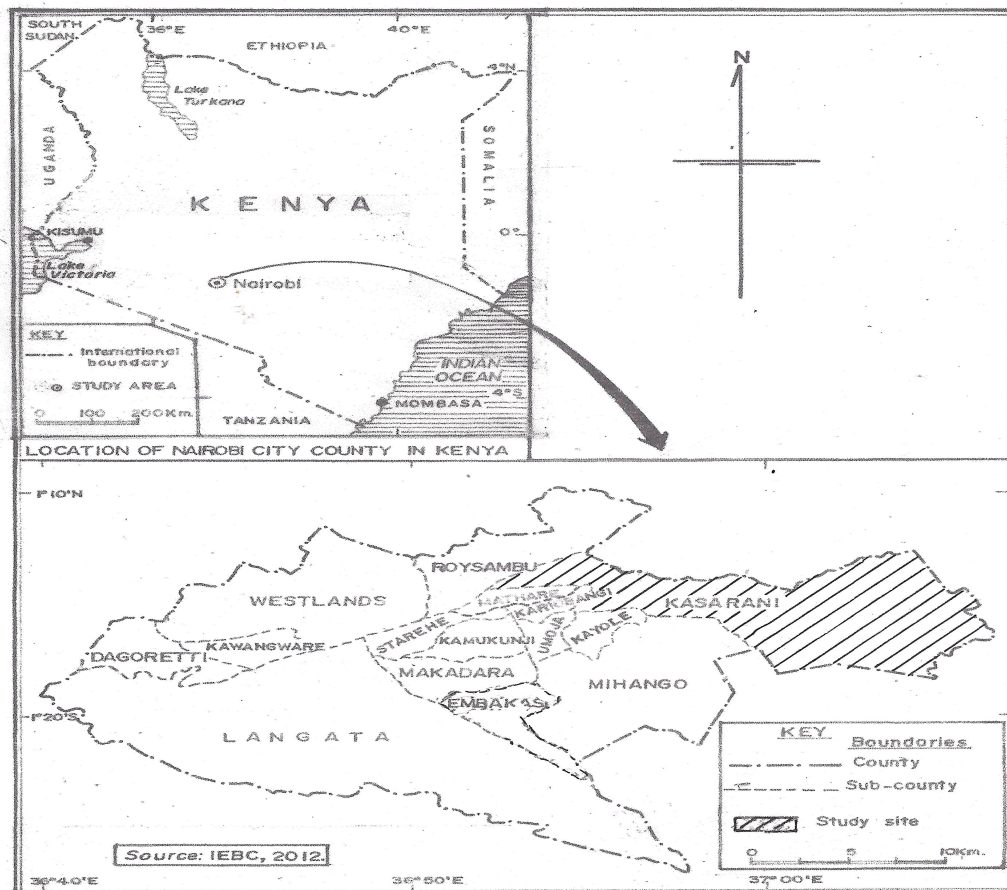 SOUTH
SUDAN
36°E
40°E
ETHIOPIA
4°N
Lake
Turkana
UGANDA
SOMALIA
KENYA
KISUMU
0°
Lake
Victoria
Nairobi
KEY
International
boundary
STUDY AREA
0 100 200Km.
INDIAN
OCEAN
4°S
MOMBASA
TANZANIA
LOCATION OF NAIROBI CITY COUNTY IN KENYA
N
1°10'N
ROYSAMBU
WESTLANDS
MATHARE
KARIOBANGI
KASARANI
STAREHE
KAMUKUNJI
UMOJA
KAYOLE
KAWANGWARE
DAGORETTI
MAKADARA
MIHANGO
EMBAKASI
1°20'S
LANGATA
KEY
Boundaries
County
Sub-county
Study site
0 5 10Km
Source: IEBC, 2012.
36°40'E
36°50'E
37°00'E